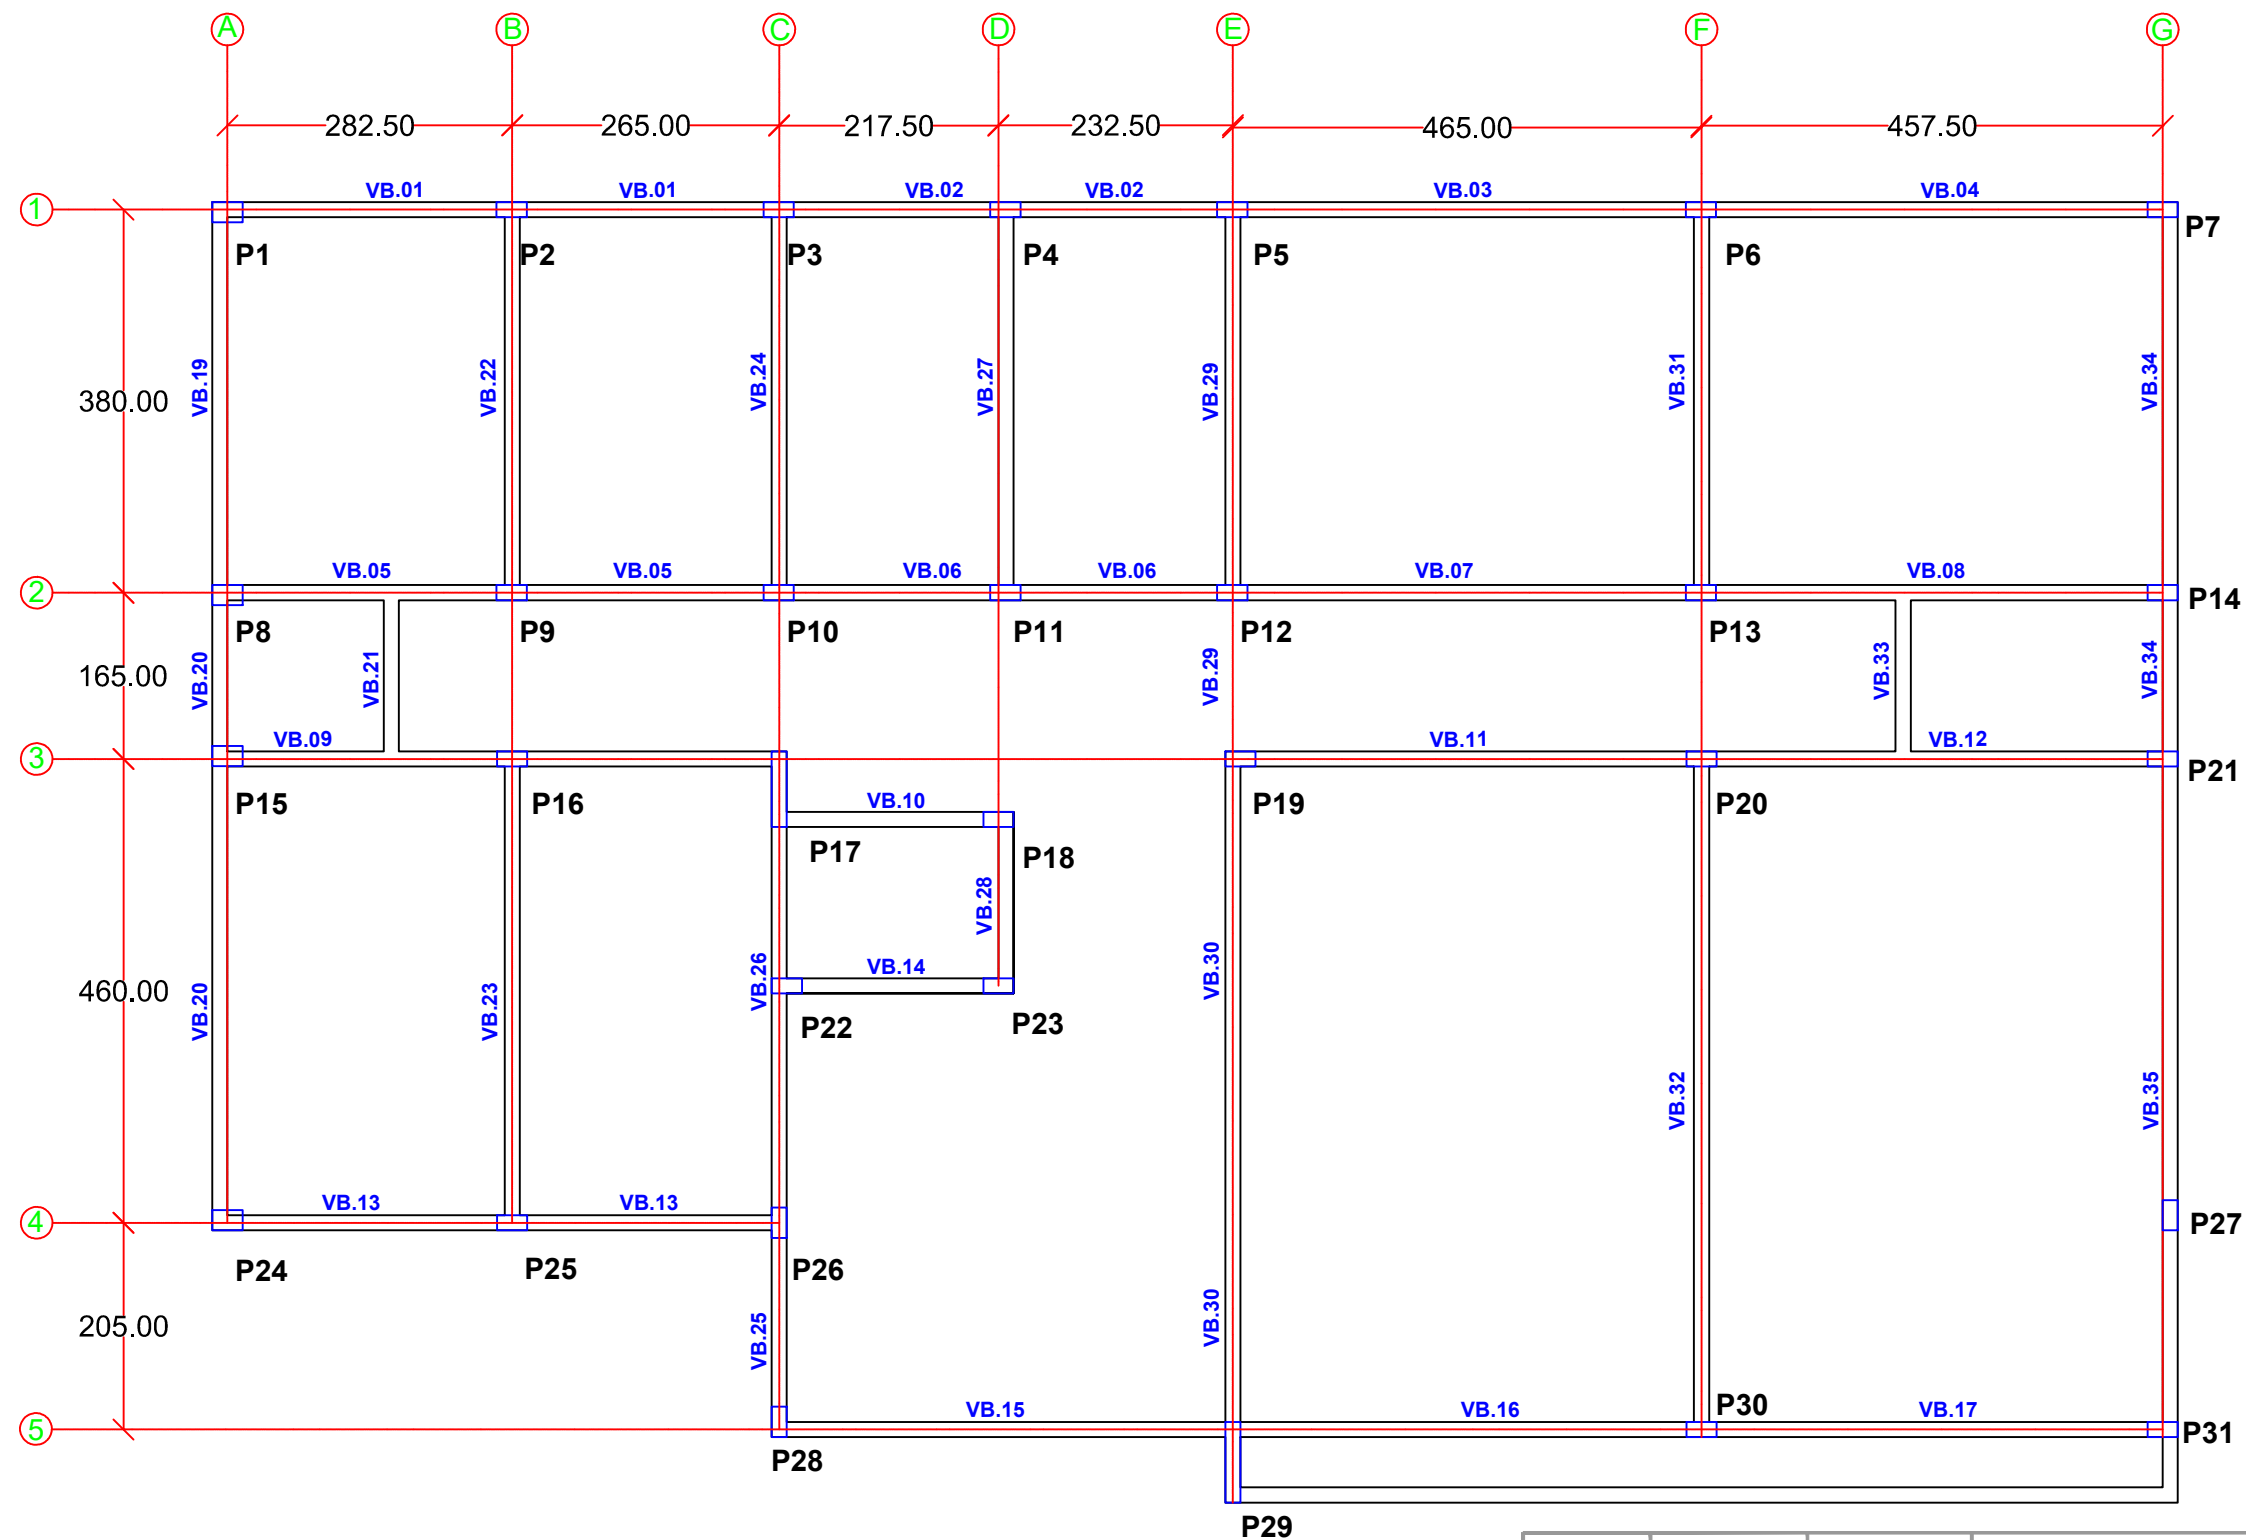 A B C D E F G
282.50 265.00 217.50 232.50 465.00 457.50
VB.01 VB.01 VB.02 VB.02 VB.03 VB.04
1
P1 P2 P3 P4 P5 P6 P7
380.00 VB.19 VB.22 VB.24 VB.27 VB.29 VB.31 VB.34
VB.05 VB.05 VB.06 VB.06 VB.07 VB.08
2
P8 P9 P10 P11 P12 P13 P14
165.00 VB.20 VB.21 VB.29 VB.33 VB.34
VB.09 VB.11 VB.12
3
P15 P16 P19 P20 P21
VB.10
P17 P18
VB.28
VB.14
460.00 VB.20 VB.23 VB.26 VB.30 VB.32 VB.35
P22 P23
VB.13 VB.13
4
P24 P25 P26 P27
205.00 VB.25 VB.30
VB.15 VB.16 P30 VB.17
5
P28 P31
P29